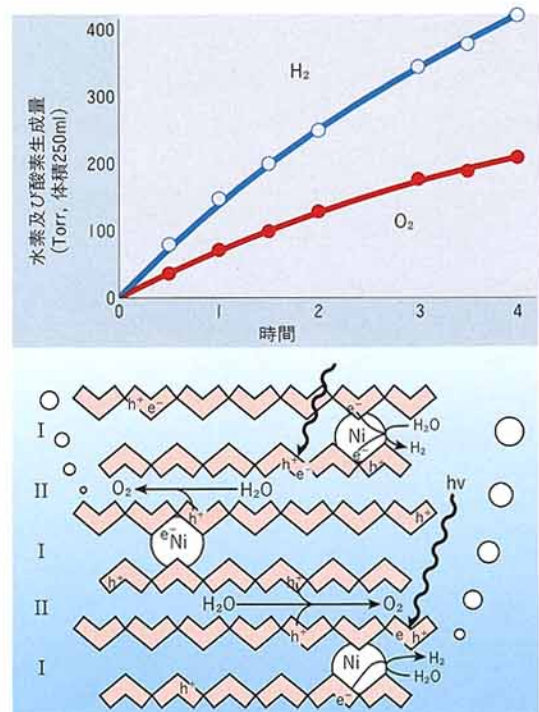 400
300
200
100
0
水素及び酸素生成量
(Torr, 体積250ml)
H₂
O₂
0 1 2 3 4
時間
h⁺ e⁻
e⁻
Ni
H₂O
H₂
I
e⁻
h⁺
h⁺
e⁻
II
O₂
H₂O
hν
h⁺
h⁺
I
e⁻
Ni
h⁺
h⁺
II
H₂O
O₂
h⁺
e
h⁺
I
Ni
H₂
H₂O
h⁺
e⁻